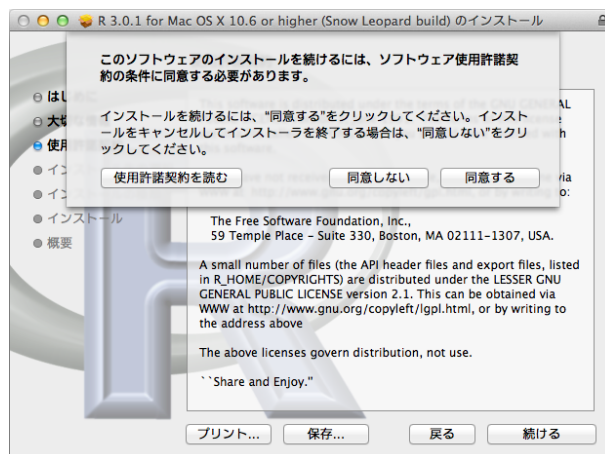 R 3.0.1 for Mac OS X 10.6 or higher (Snow Leopard build) のインストール
このソフトウェアのインストールを続けるには、ソフトウェア使用許諾契
約の条件に同意する必要があります。
インストールを続けるには、“同意する”をクリックしてください。インスト
ールをキャンセルしてインストーラを終了する場合は、“同意しない”をクリ
ックしてください。
使用許諾契約を読む
同意しない
同意する
は
大切
使用
イン
イン
インストール
概要
via
to:
The Free Software Foundation, Inc.,
59 Temple Place – Suite 330, Boston, MA 02111–1307, USA.
A small number of files (the API header files and export files, listed
in R_HOME/COPYRIGHTS) are distributed under the LESSER GNU
GENERAL PUBLIC LICENSE version 2.1. This can be obtained via
WWW at http://www.gnu.org/copyleft/lgpl.html, or by writing to
the address above
The above licenses govern distribution, not use.
``Share and Enjoy.''
プリント...
保存...
戻る
続ける